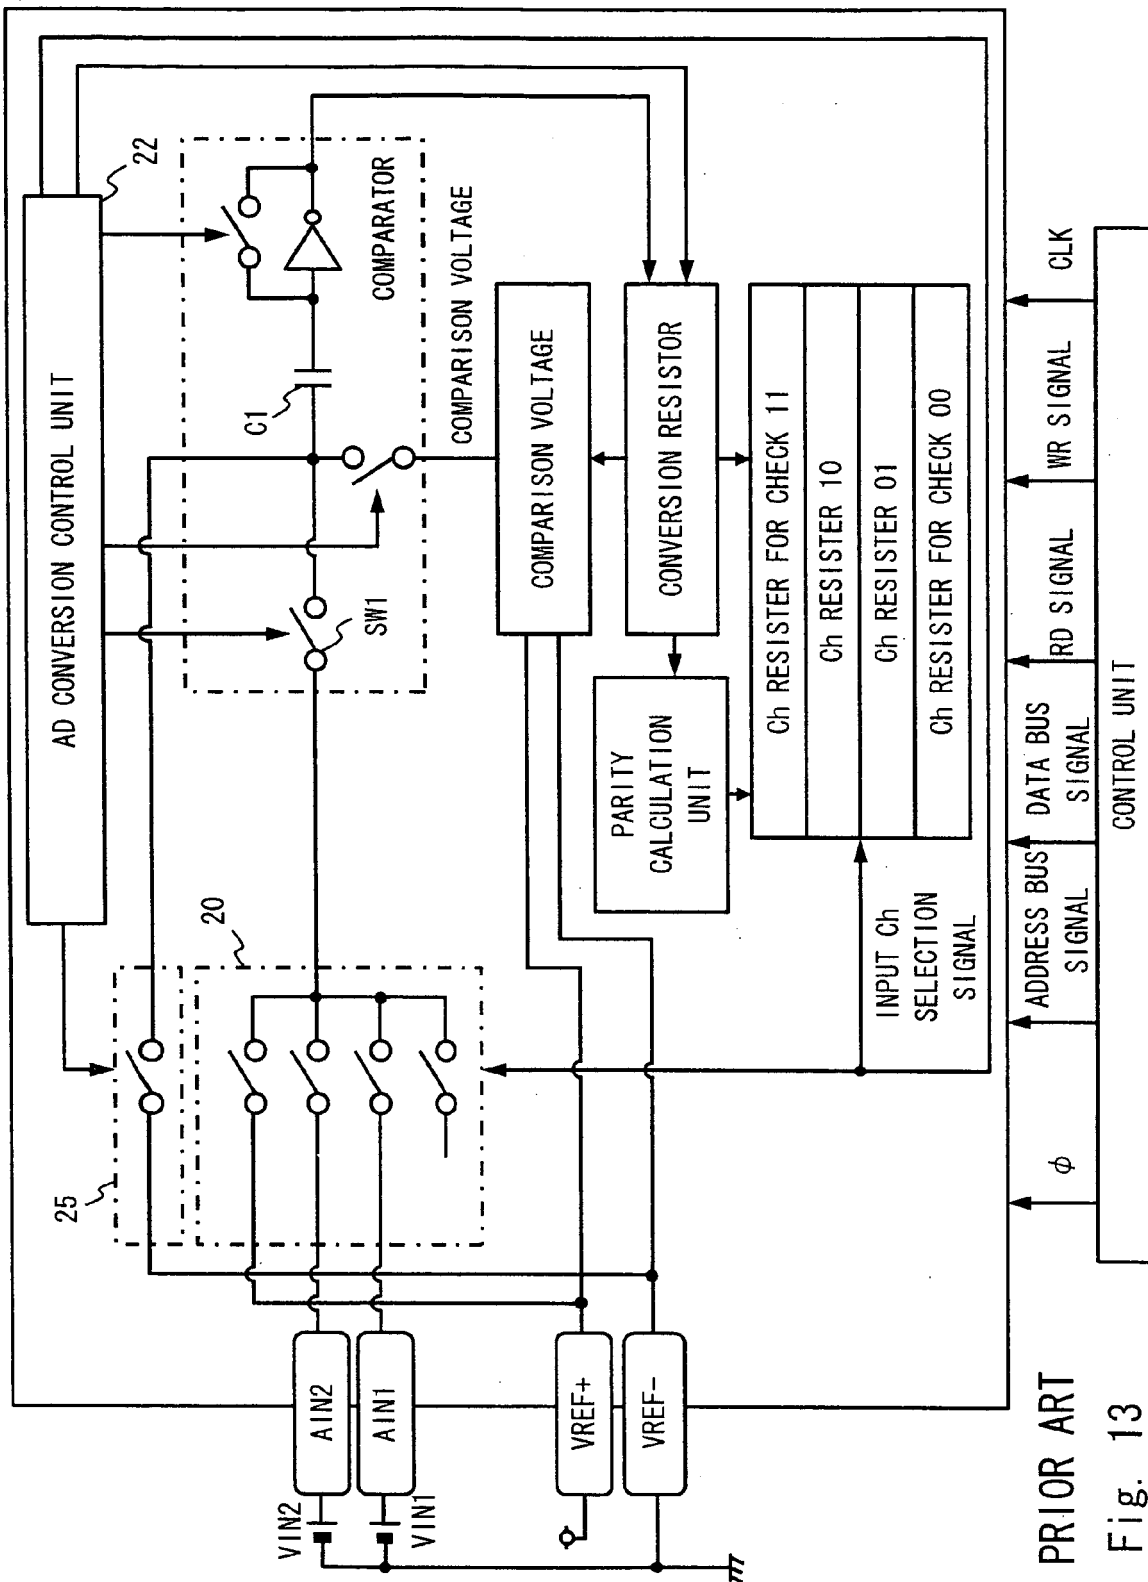 AD CONVERSION CONTROL UNIT
22
25
20
SW1
C1
COMPARATOR
COMPARISON VOLTAGE
VIN2
AIN2
VIN1
AIN1
VREF+
VREF-
COMPARISON VOLTAGE
CONVERSION RESISTOR
PARITY
CALCULATION
UNIT
Ch RESISTER FOR CHECK 11
Ch RESISTER 10
Ch RESISTER 01
Ch RESISTER FOR CHECK 00
INPUT Ch
SELECTION
SIGNAL
ϕ
ADDRESS BUS
SIGNAL
DATA BUS
SIGNAL
RD SIGNAL
WR SIGNAL
CLK
CONTROL UNIT
PRIOR ART
Fig. 13